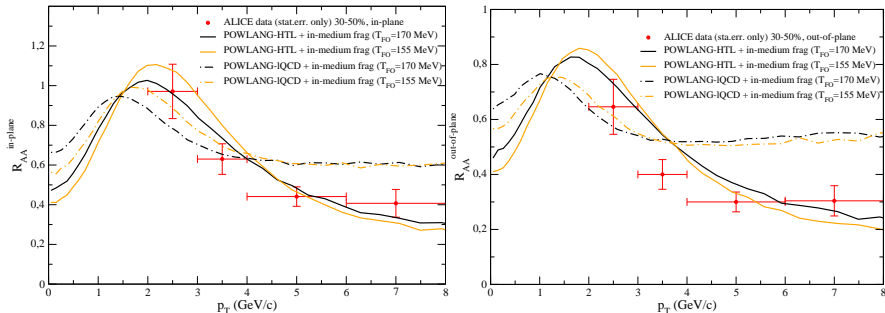 ALICE data (stat.err. only) 30-50%, in-plane
POWLANG-HTL + in-medium frag (T_FO=170 MeV)
POWLANG-HTL + in-medium frag (T_FO=155 MeV)
POWLANG-lQCD + in-medium frag (T_FO=170 MeV)
POWLANG-lQCD + in-medium frag (T_FO=155 MeV)
1,4
1,2
1
0,8
0,6
0,4
0,2
0
R_AA^in-plane
0 1 2 3 4 5 6 7 8
p_T (GeV/c)
ALICE data (sta.err. only) 30-50%, out-of-plane
POWLANG-HTL + in-medium frag (T_FO=170 MeV)
POWLANG-HTL + in-medium frag (T_FO=155 MeV)
POWLANG-lQCD + in-medium frag (T_FO=170 MeV)
POWLANG-lQCD + in-medium frag (T_FO=155 MeV)
1
0,8
0,6
0,4
0,2
0
R_AA^out-of-plane
0 1 2 3 4 5 6 7 8
p_T (GeV/c)